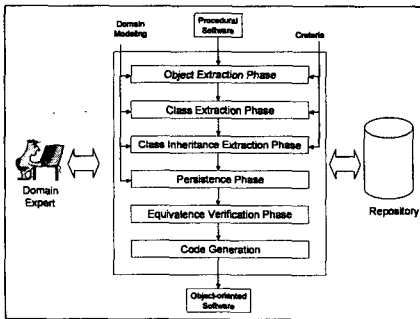 Domain
Modeling
Procedural
Software
Creteria
Object Extraction Phase
Class Extraction Phase
Class Inheritance Extraction Phase
Persistence Phase
Equivalence Verification Phase
Code Generation
Domain
Expert
Repository
Object-oriented
Software